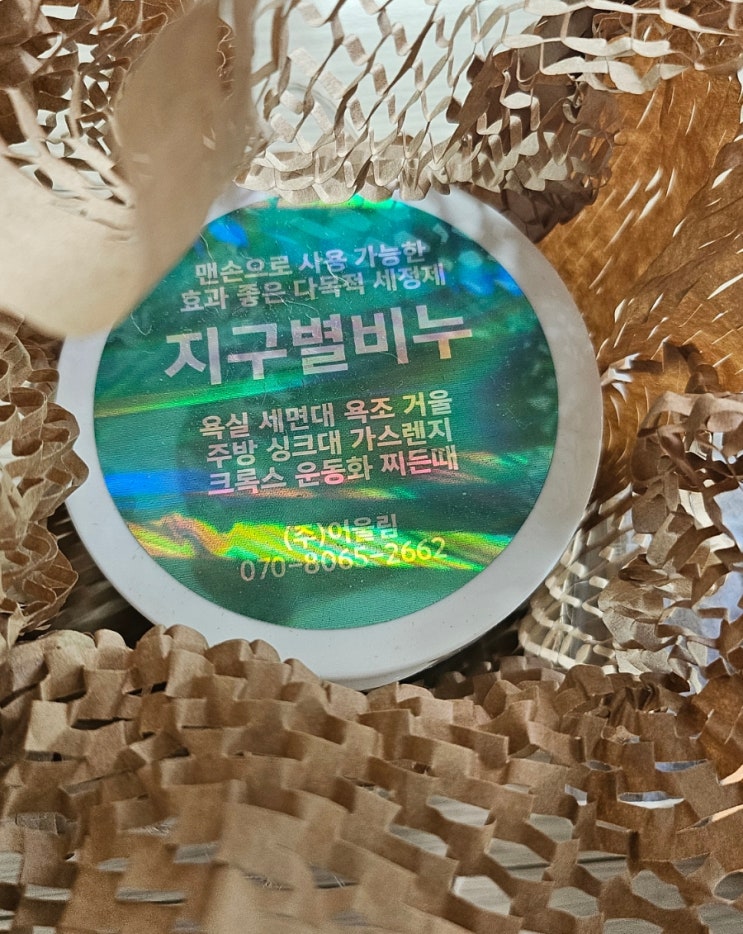 맨손으로 사용 가능한
효과 좋은 다목적 세정제
지구별비누
욕실 세면대 욕조 거울
주방 싱크대 가스렌지
크록스 운동화 찌든때
(주)어울림
070-8065-2662